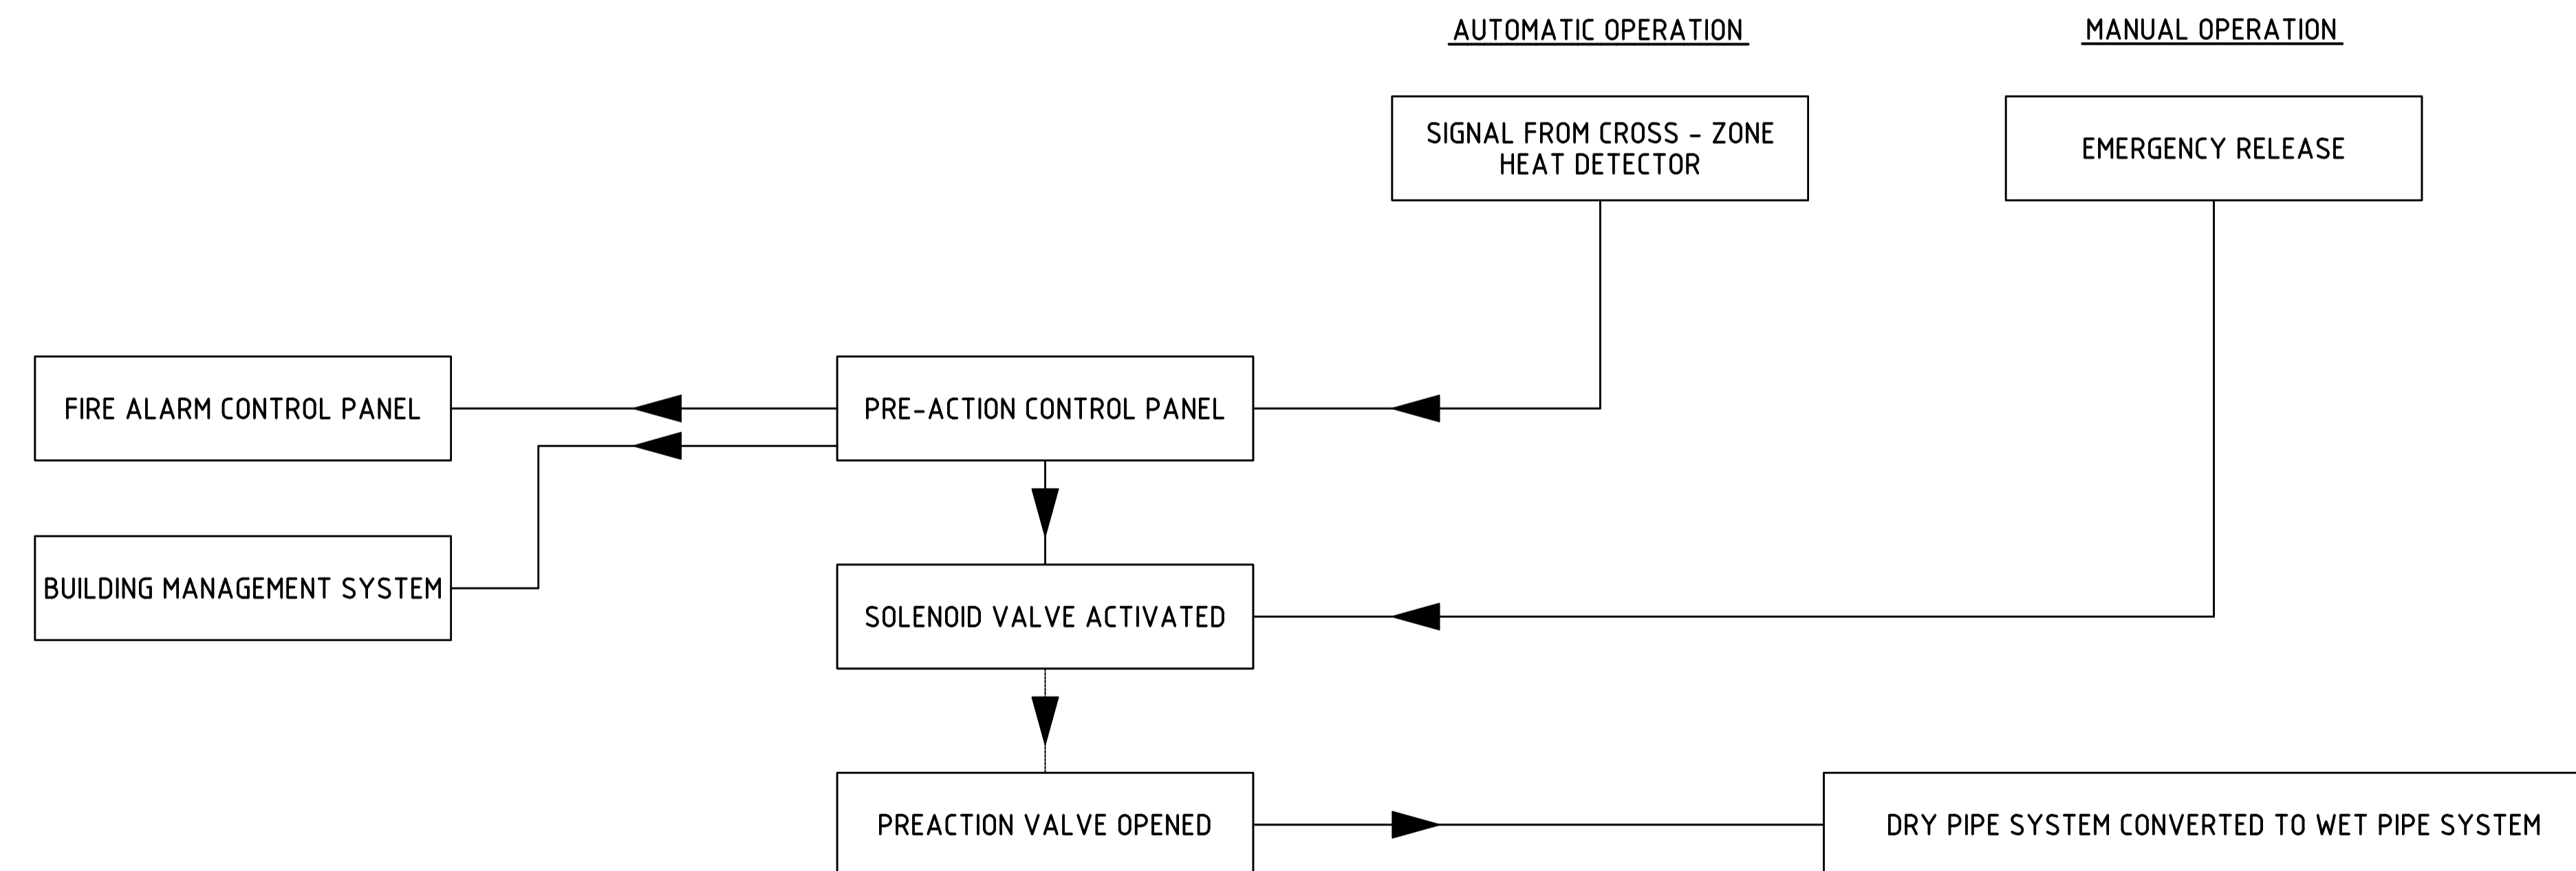 AUTOMATIC OPERATION
MANUAL OPERATION
SIGNAL FROM CROSS - ZONE
HEAT DETECTOR
EMERGENCY RELEASE
FIRE ALARM CONTROL PANEL
PRE-ACTION CONTROL PANEL
BUILDING MANAGEMENT SYSTEM
SOLENOID VALVE ACTIVATED
PREACTION VALVE OPENED
DRY PIPE SYSTEM CONVERTED TO WET PIPE SYSTEM